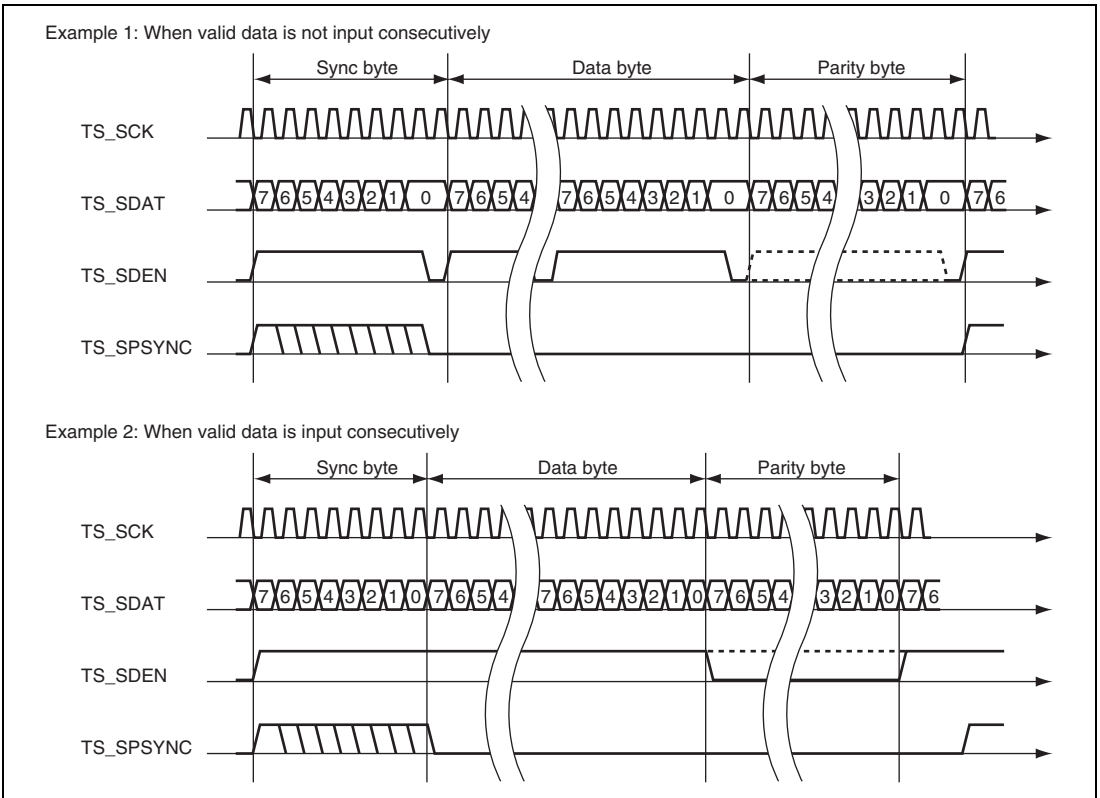 Example 1: When valid data is not input consecutively
Sync byte Data byte Parity byte
TS_SCK
TS_SDAT 7 6 5 4 3 2 1 0 7 6 5 4 7 6 5 4 3 2 1 0 7 6 5 4 3 2 1 0 7 6
TS_SDEN
TS_SPSYNC
Example 2: When valid data is input consecutively
Sync byte Data byte Parity byte
TS_SCK
TS_SDAT 7 6 5 4 3 2 1 0 7 6 5 4 7 6 5 4 3 2 1 0 7 6 5 4 3 2 1 0 7 6
TS_SDEN
TS_SPSYNC